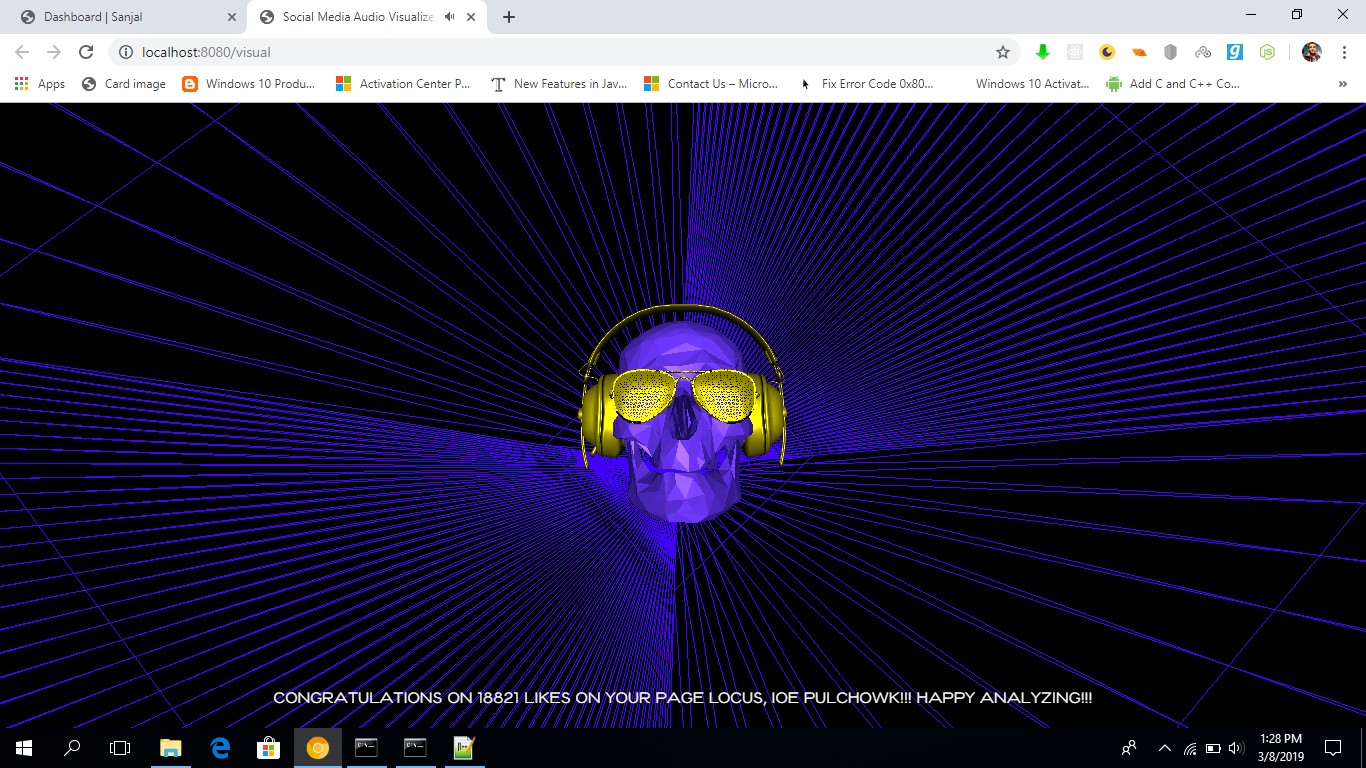 Dashboard | Sanjal
Social Media Audio Visualize
localhost:8080/visual
Apps Card image Windows 10 Produ... Activation Center P... New Features in Jav... Contact Us – Micro... Fix Error Code 0x80... Windows 10 Activat... Add C and C++ Co... »
CONGRATULATIONS ON 18821 LIKES ON YOUR PAGE LOCUS, IOE PULCHOWK!!! HAPPY ANALYZING!!!
1:28 PM
3/8/2019